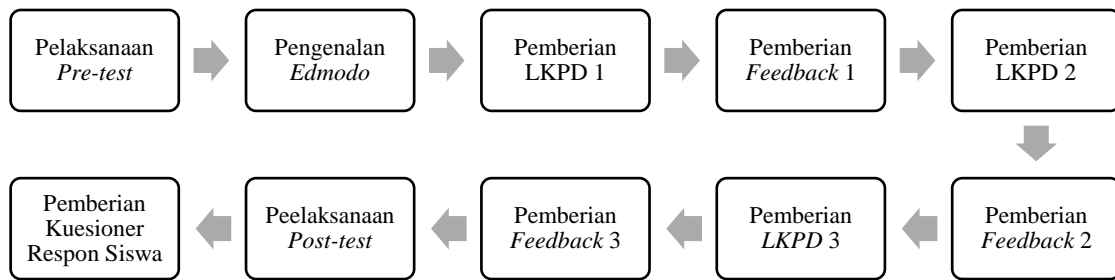 Pelaksanaan
Pre-test
Pengenalan
Edmodo
Pemberian
LKPD 1
Pemberian
Feedback 1
Pemberian
LKPD 2
Pemberian
Feedback 2
Pemberian
LKPD 3
Pemberian
Feedback 3
Peelaksanaan
Post-test
Pemberian
Kuesioner
Respon Siswa